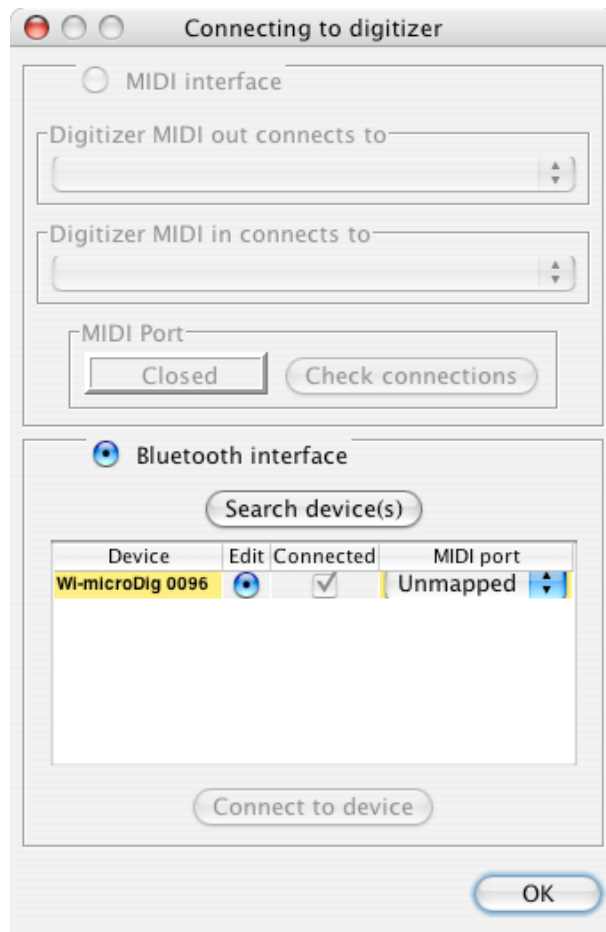 Connecting to digitizer
MIDI interface
Digitizer MIDI out connects to
Digitizer MIDI in connects to
MIDI Port
Closed Check connections
Bluetooth interface
Search device(s)
Device Edit Connected MIDI port
Wi-microDig 0096 Unmapped
Connect to device
OK